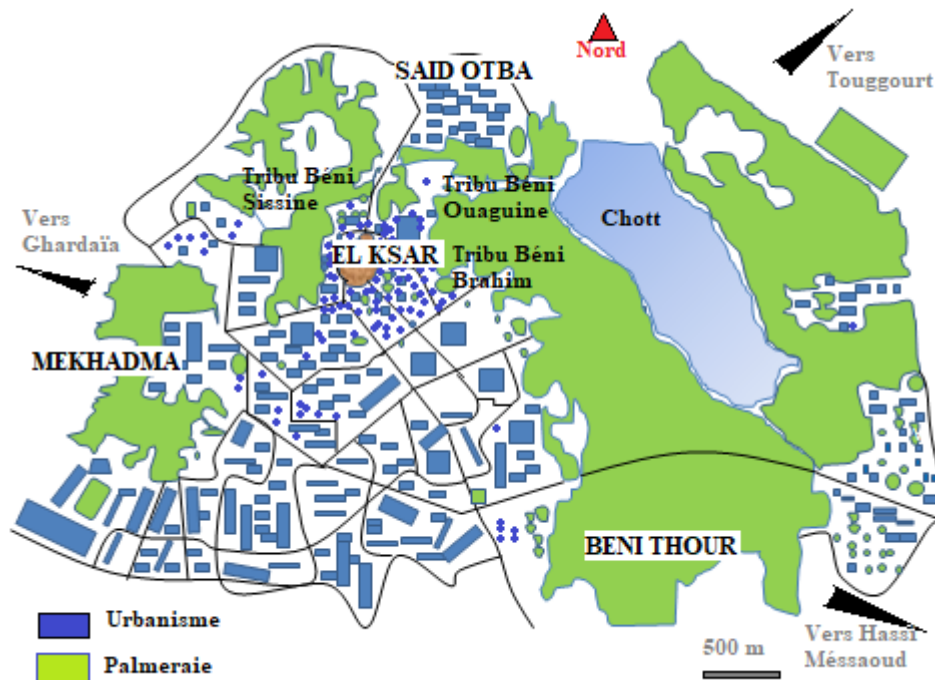 Nord
SAID OTBA
Vers
Touggourt
Tribu Béni
Sissine
Tribu Béni
Ouaguine
Chott
Vers
Ghardaïa
EL KSAR
Tribu Béni
Brahim
MEKHADMA
BENI THOUR
Urbanisme
Palmeraie
500 m
Vers Hassi
Méssaoud